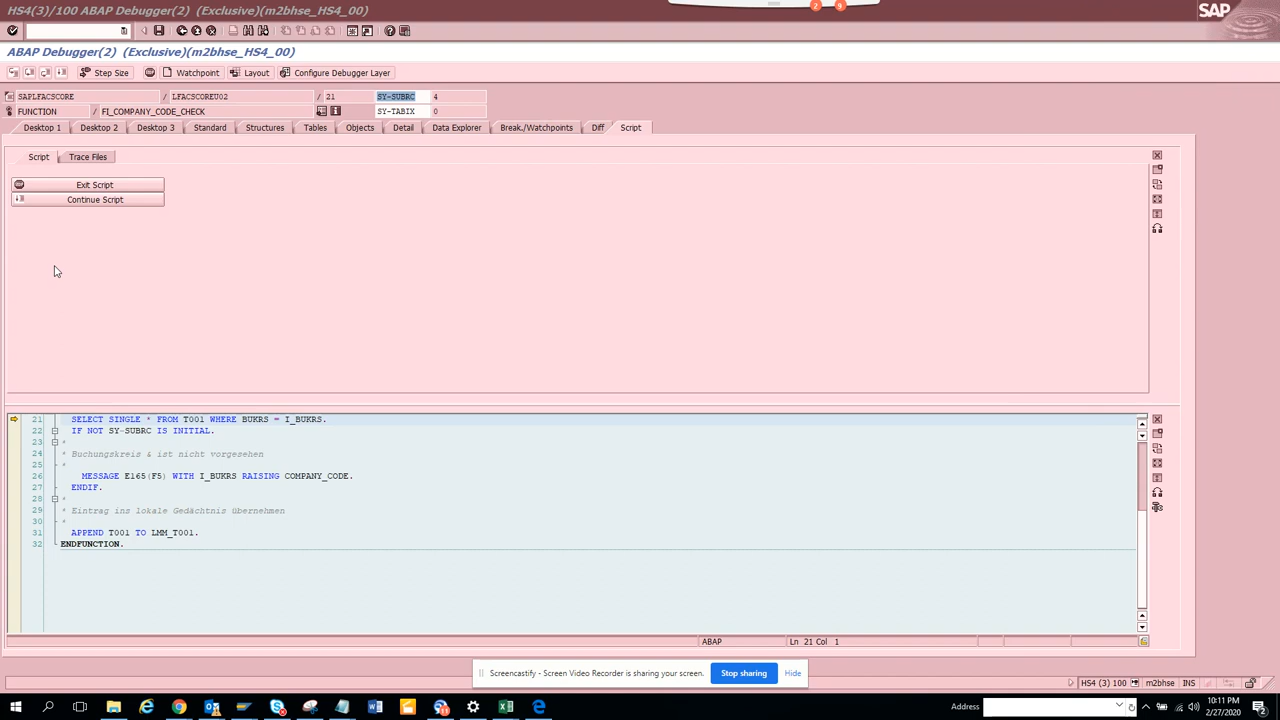 HS4(3)/100 ABAP Debugger(2) (Exclusive)(m2bhse_HS4_00)
2
9
SAP
ABAP Debugger(2) (Exclusive)(m2bhse_HS4_00)
Step Size Watchpoint Layout Configure Debugger Layer
SAPLFACSCORE / LFACSCOREU02 / 21 SY-SUBRC 4
FUNCTION / FI_COMPANY_CODE_CHECK SY-TABIX 0
Desktop 1 Desktop 2 Desktop 3 Standard Structures Tables Objects Detail Data Explorer Break./Watchpoints Diff Script
Script Trace Files
Exit Script
Continue Script
21 SELECT SINGLE * FROM T001 WHERE BUKRS = I_BUKRS.
22 IF NOT SY-SUBRC IS INITIAL.
23 *
24 * Buchungskreis & ist nicht vorgesehen
25 *
26 MESSAGE E165(F5) WITH I_BUKRS RAISING COMPANY_CODE.
27 ENDIF.
28 *
29 * Eintrag ins lokale Gedächtnis übernehmen
30 *
31 APPEND T001 TO LMM_T001.
32 ENDFUNCTION.
ABAP Ln 21 Col 1
Screencastify - Screen Video Recorder is sharing your screen. Stop sharing Hide
HS4 (3) 100 m2bhse INS
Address 10:11 PM
2/27/2020
2